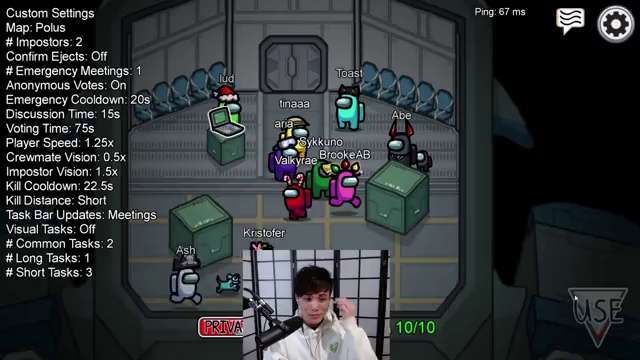 Custom Settings
Map: Polus
# Impostors: 2
Confirm Ejects: Off
# Emergency Meetings: 1
Anonymous Votes: On
Emergency Cooldown: 20s
Discussion Time: 15s
Voting Time: 75s
Player Speed: 1.25x
Crewmate Vision: 0.5x
Impostor Vision: 1.5x
Kill Cooldown: 22.5s
Kill Distance: Short
Task Bar Updates: Meetings
Visual Tasks: Off
# Common Tasks: 2
# Long Tasks: 1
# Short Tasks: 3
Ping: 67 ms
lud
Toast
tinaaa
Abe
aria
Sykkuno
Valkyrae
BrookeAB
Kristofer
Ash
PRIVA
10/10
USE